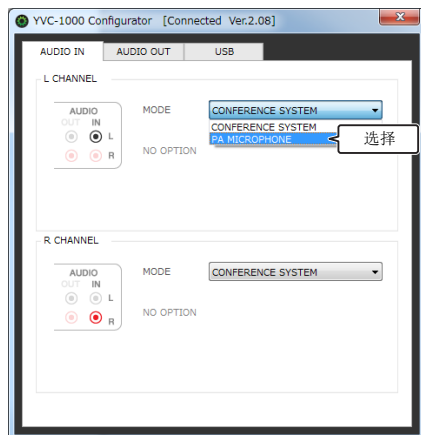 YVC-1000 Configurator [Connected Ver.2.08]
AUDIO IN AUDIO OUT USB
L CHANNEL
AUDIO
OUT IN
L
R
MODE
CONFERENCE SYSTEM
CONFERENCE SYSTEM
PA MICROPHONE
选择
NO OPTION
R CHANNEL
AUDIO
OUT IN
L
R
MODE
CONFERENCE SYSTEM
NO OPTION